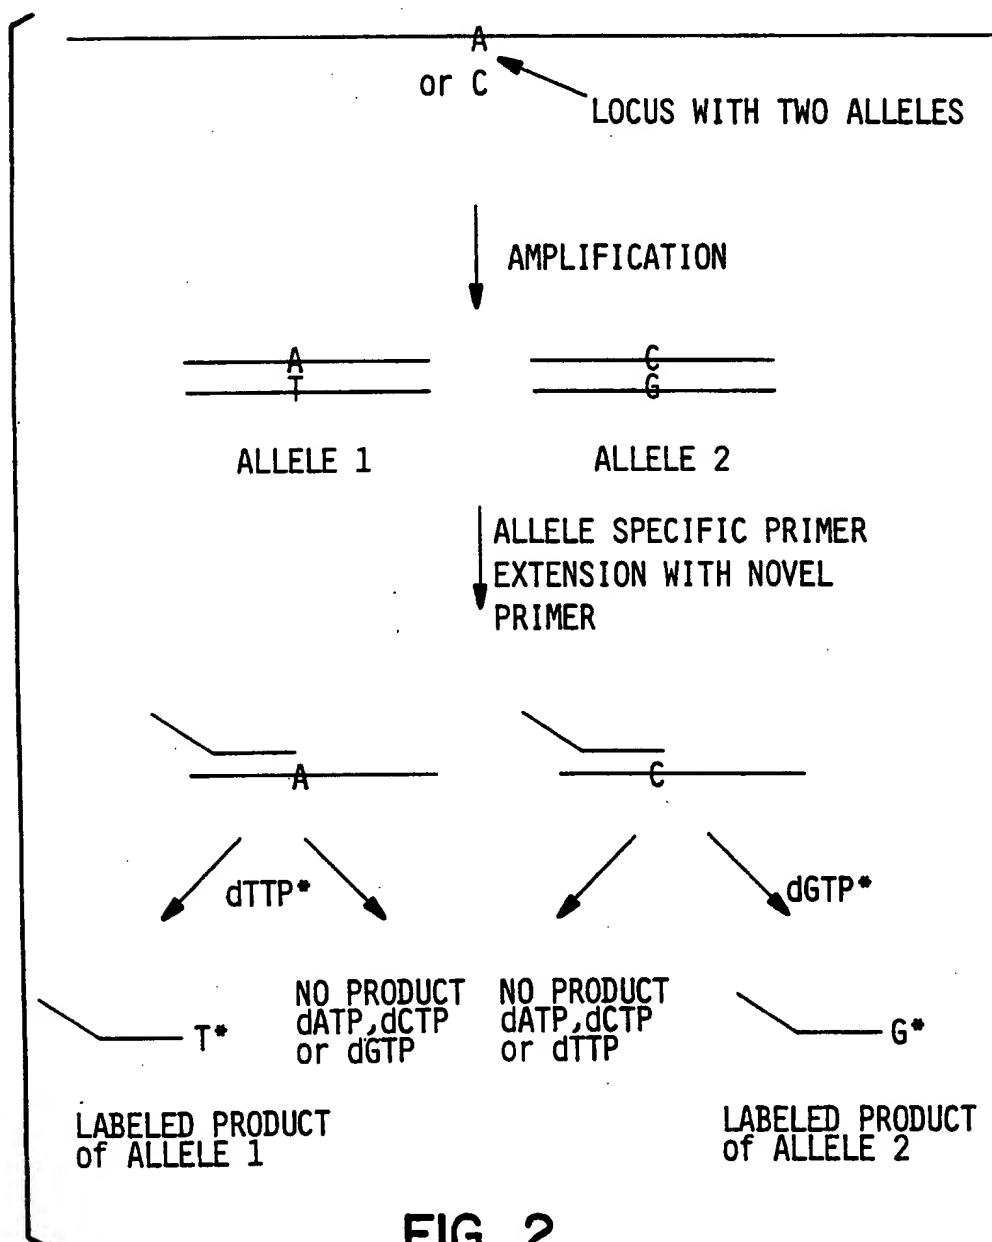 A
or C
LOCUS WITH TWO ALLELES
AMPLIFICATION
A
T
C
G
ALLELE 1
ALLELE 2
ALLELE SPECIFIC PRIMER
EXTENSION WITH NOVEL
PRIMER
A
C
dTTP*
dGTP*
T*
NO PRODUCT
dATP,dCTP
or dGTP
NO PRODUCT
dATP,dCTP
or dTTP
G*
LABELED PRODUCT
of ALLELE 1
LABELED PRODUCT
of ALLELE 2
FIG. 2